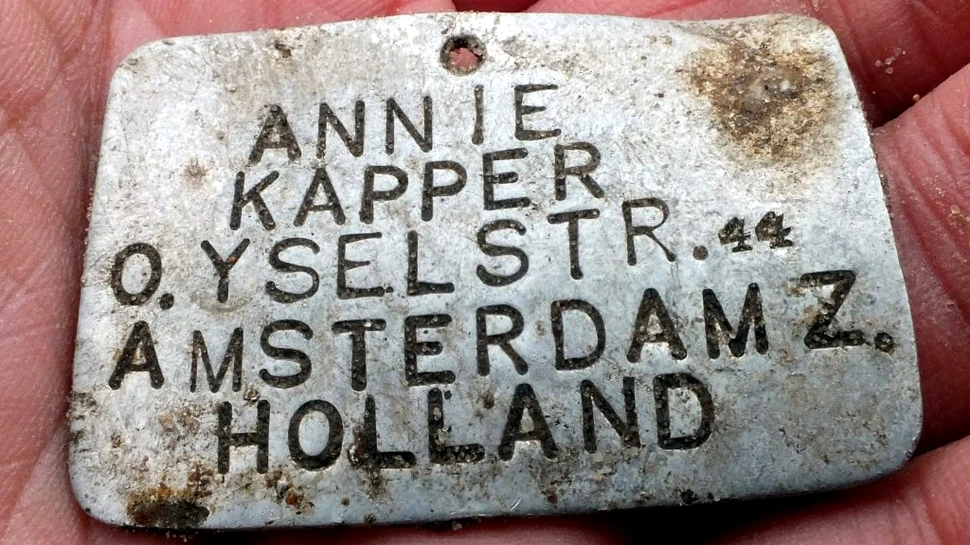 ANNIE
KAPPER
O. YSELSTR. 44
AMSTERDAM Z.
HOLLAND